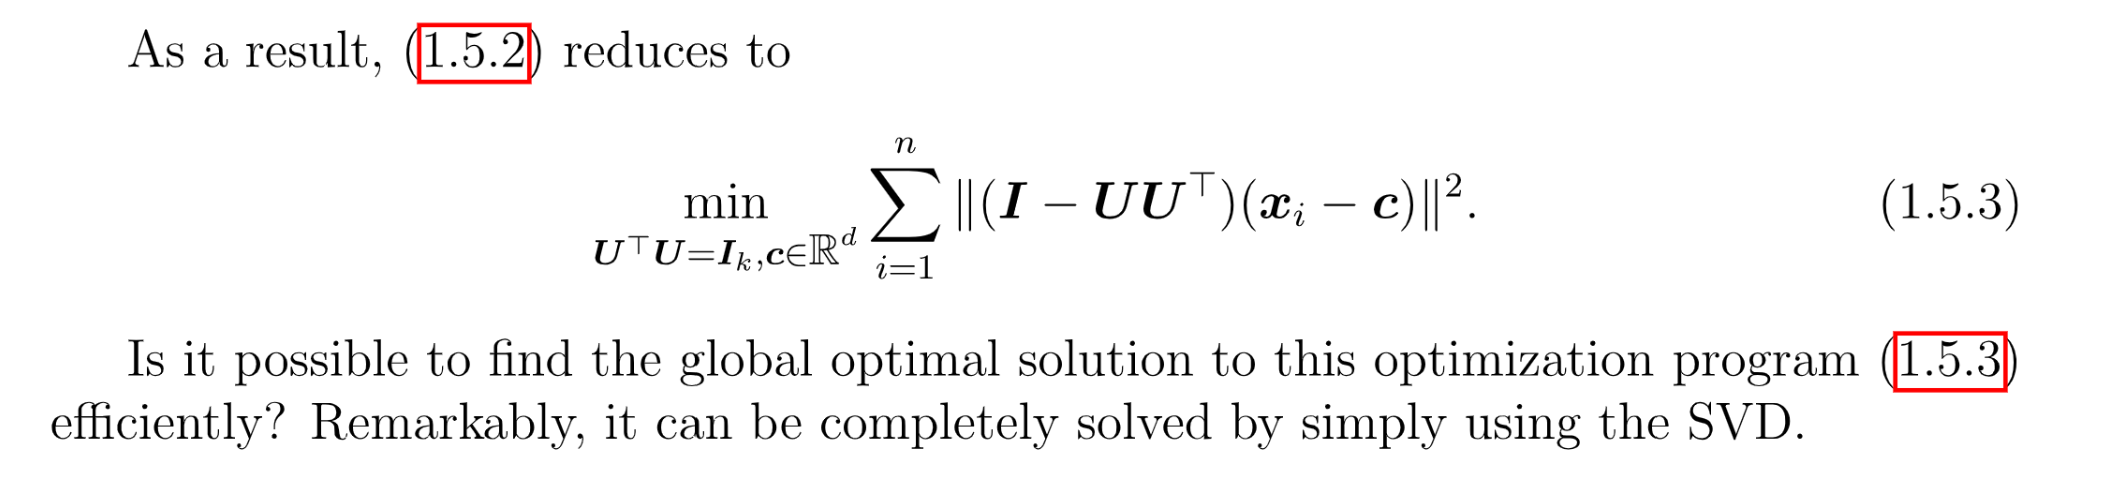 As a result, (1.5.2) reduces to
min_{U^⊤U=I_k, c∈ℝ^d} ∑_{i=1}^{n} ‖(I − UU^⊤)(x_i − c)‖². (1.5.3)
Is it possible to find the global optimal solution to this optimization program (1.5.3)
efficiently? Remarkably, it can be completely solved by simply using the SVD.